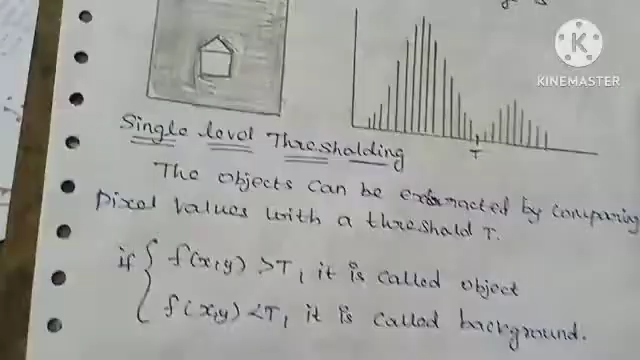 K
KINEMASTER
T
Single level Thresholding
The objects can be extracted by comparing
pixel values with a threshold T.
if { f(x,y) >T, it is called object
f(x,y) <T, it is called background.